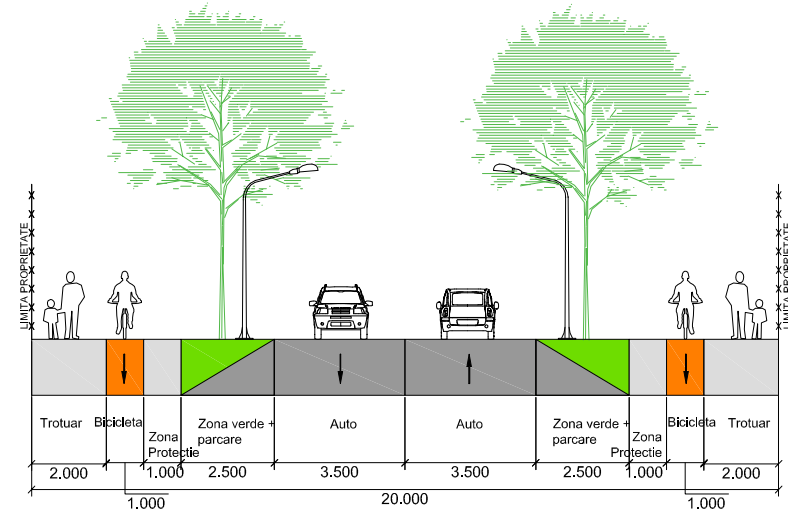 LIMITA PROPRIETATE
LIMITA PROPRIETATE
Trotuar
Bicicleta
Zona
Protectie
Zona verde +
parcare
Auto
Auto
Zona verde +
parcare
Zona
Protectie
Bicicleta
Trotuar
2.000
1.000
2.500
3.500
3.500
2.500
1.000
2.000
1.000
20.000
1.000